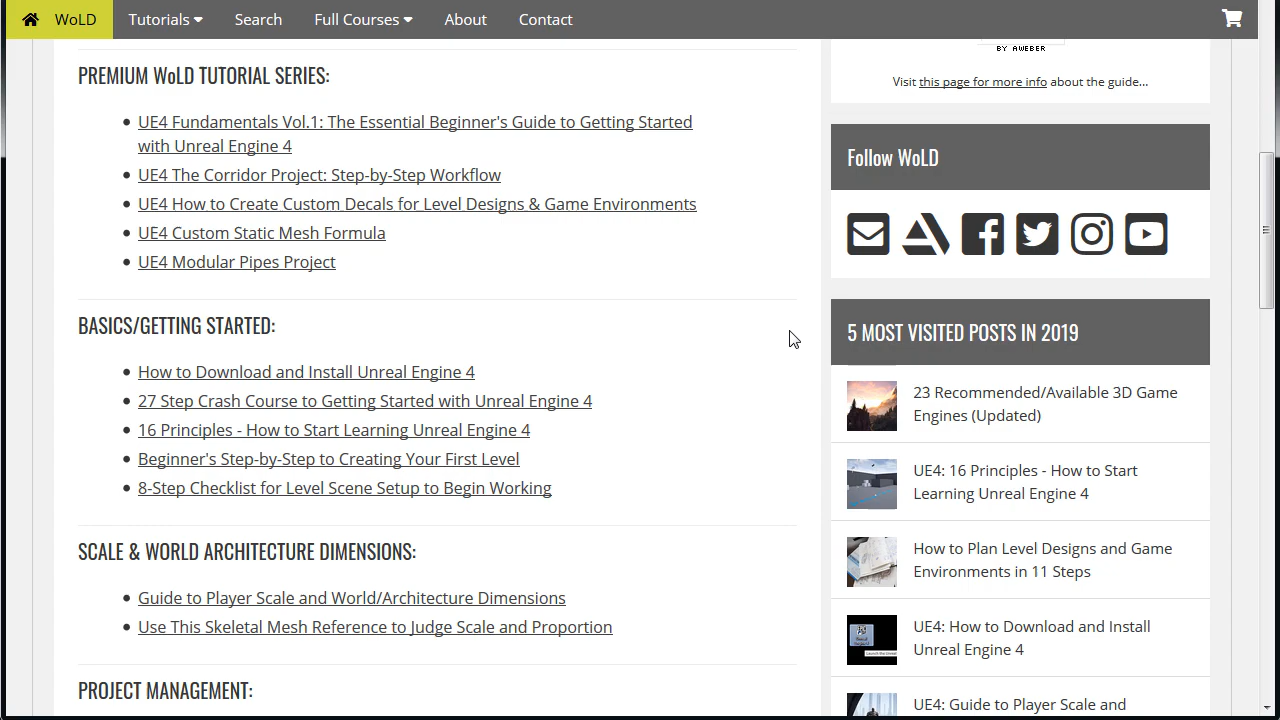 WoLD Tutorials Search Full Courses About Contact
PREMIUM WoLD TUTORIAL SERIES:
UE4 Fundamentals Vol.1: The Essential Beginner's Guide to Getting Started
with Unreal Engine 4
UE4 The Corridor Project: Step-by-Step Workflow
UE4 How to Create Custom Decals for Level Designs & Game Environments
UE4 Custom Static Mesh Formula
UE4 Modular Pipes Project
BASICS/GETTING STARTED:
How to Download and Install Unreal Engine 4
27 Step Crash Course to Getting Started with Unreal Engine 4
16 Principles - How to Start Learning Unreal Engine 4
Beginner's Step-by-Step to Creating Your First Level
8-Step Checklist for Level Scene Setup to Begin Working
SCALE & WORLD ARCHITECTURE DIMENSIONS:
Guide to Player Scale and World/Architecture Dimensions
Use This Skeletal Mesh Reference to Judge Scale and Proportion
PROJECT MANAGEMENT:
BY AWEBER
Visit this page for more info about the guide...
Follow WoLD
5 MOST VISITED POSTS IN 2019
23 Recommended/Available 3D Game
Engines (Updated)
UE4: 16 Principles - How to Start
Learning Unreal Engine 4
How to Plan Level Designs and Game
Environments in 11 Steps
UE4: How to Download and Install
Unreal Engine 4
UE4: Guide to Player Scale and